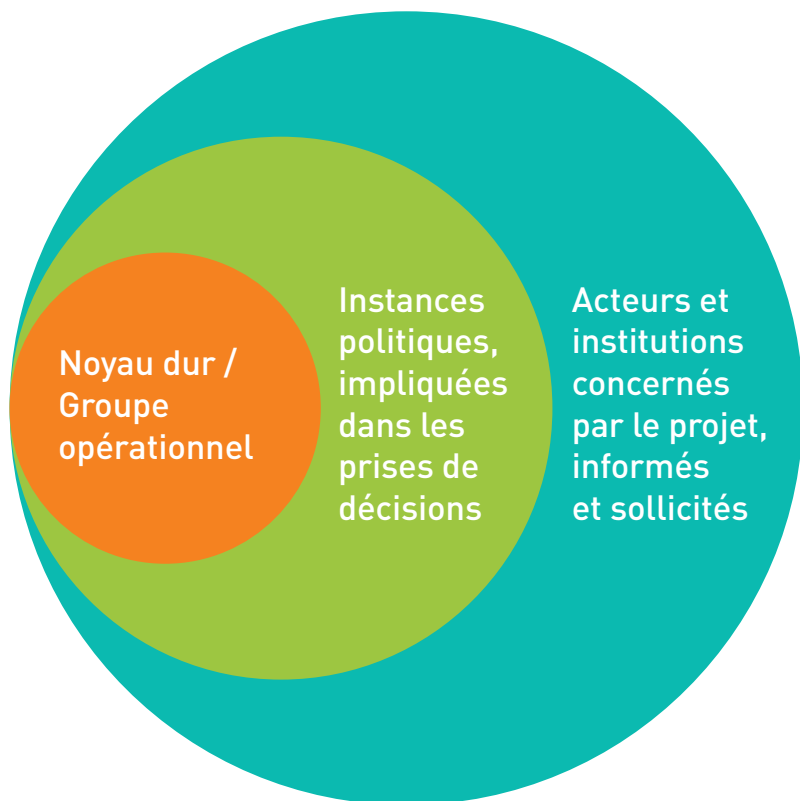 Noyau dur /
Groupe
opérationnel
Instances
politiques,
impliquées
dans les
prises de
décisions
Acteurs et
institutions
concernés
par le projet,
informés
et sollicités